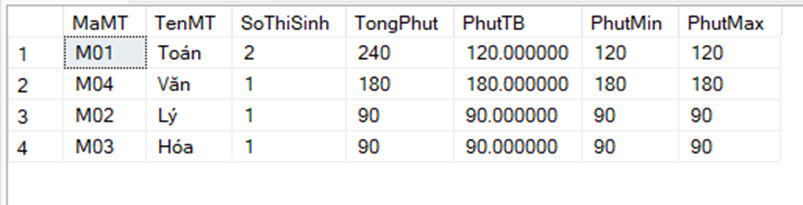 MaMT TenMT SoThiSinh TongPhut PhutTB PhutMin PhutMax
1 M01 Toán 2 240 120.000000 120 120
2 M04 Văn 1 180 180.000000 180 180
3 M02 Lý 1 90 90.000000 90 90
4 M03 Hóa 1 90 90.000000 90 90